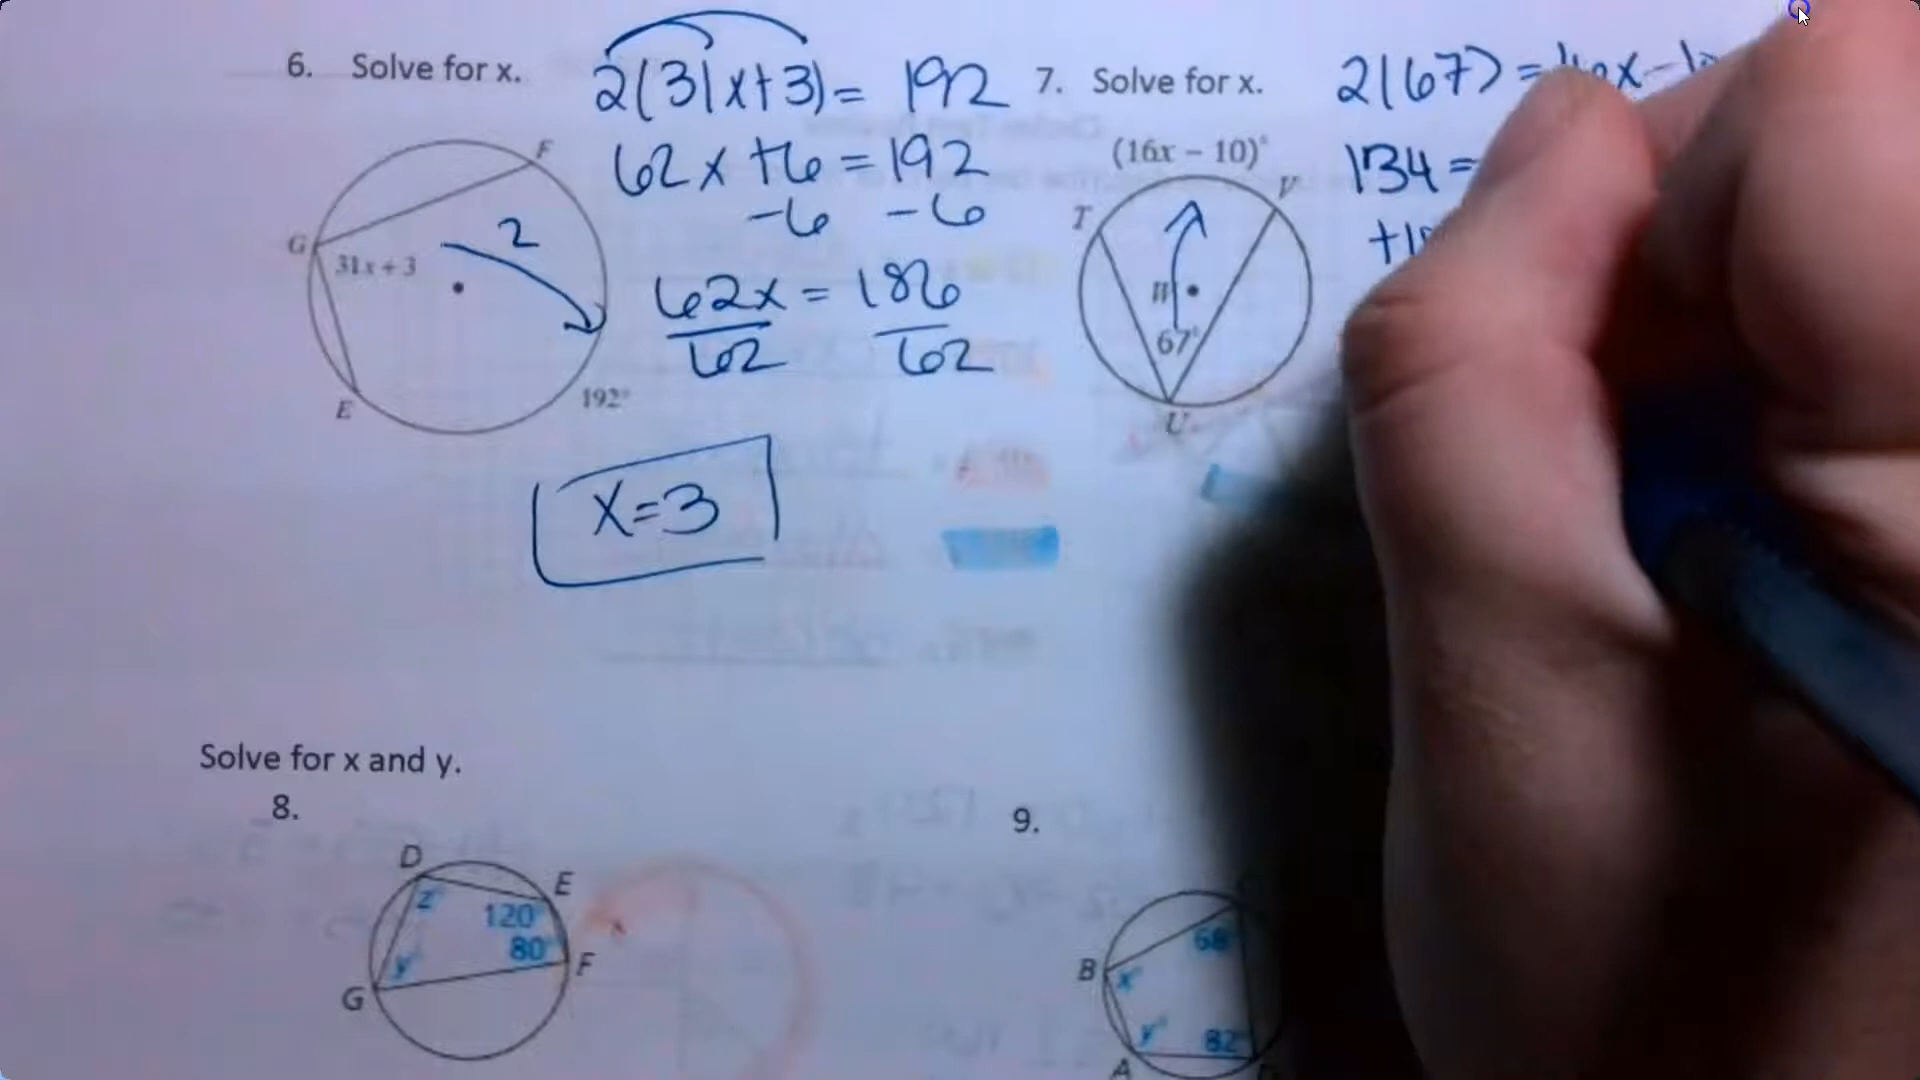 6. Solve for x.
2(31x+3) = 192
62x + 6 = 192
-6 -6
62x = 186
62 62
x=3
F
G
31x + 3
2
E
192°
7. Solve for x.
2(67) = 16x - 10
134 =
(16x – 10)°
T
V
W
67°
U
Solve for x and y.
8.
D
E
z°
120°
80°
y°
F
G
9.
68
B
x°
y°
82°
A